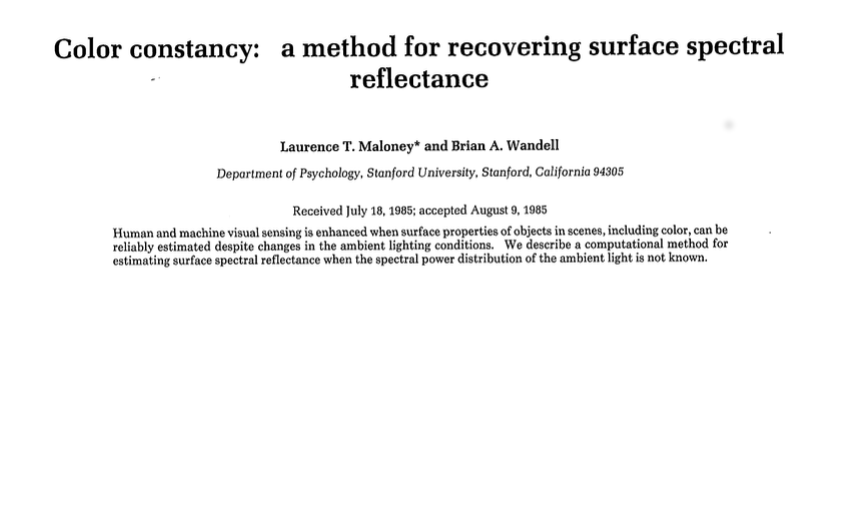 Color constancy: a method for recovering surface spectral
reflectance
Laurence T. Maloney* and Brian A. Wandell
Department of Psychology, Stanford University, Stanford, California 94305
Received July 18, 1985; accepted August 9, 1985
Human and machine visual sensing is enhanced when surface properties of objects in scenes, including color, can be
reliably estimated despite changes in the ambient lighting conditions. We describe a computational method for
estimating surface spectral reflectance when the spectral power distribution of the ambient light is not known.